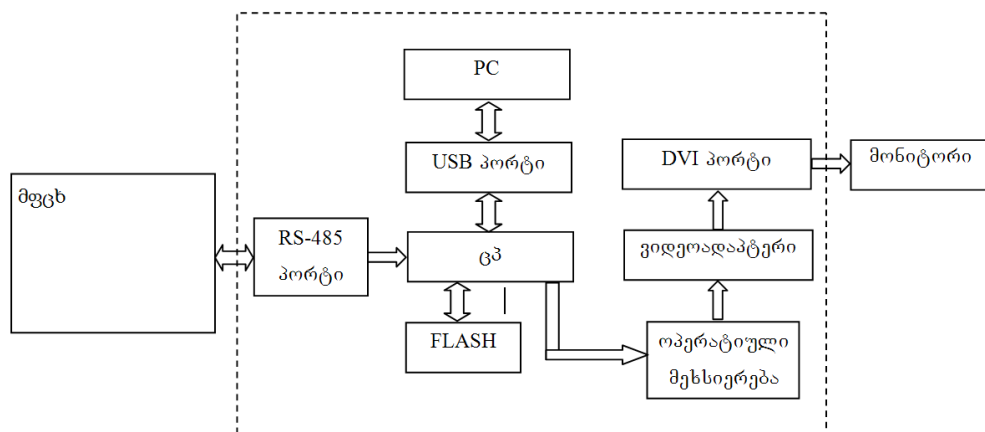 PC
USB პორტი
DVI პორტი
მონიტორი
მფცხ
RS-485
პორტი
ცპ
ვიდეოადაპტერი
FLASH
ოპერატიული
მეხსიერება